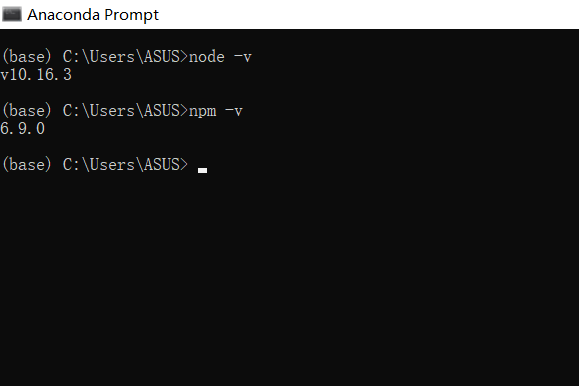 Anaconda Prompt
(base) C:\Users\ASUS>node -v
v10.16.3
(base) C:\Users\ASUS>npm -v
6.9.0
(base) C:\Users\ASUS>